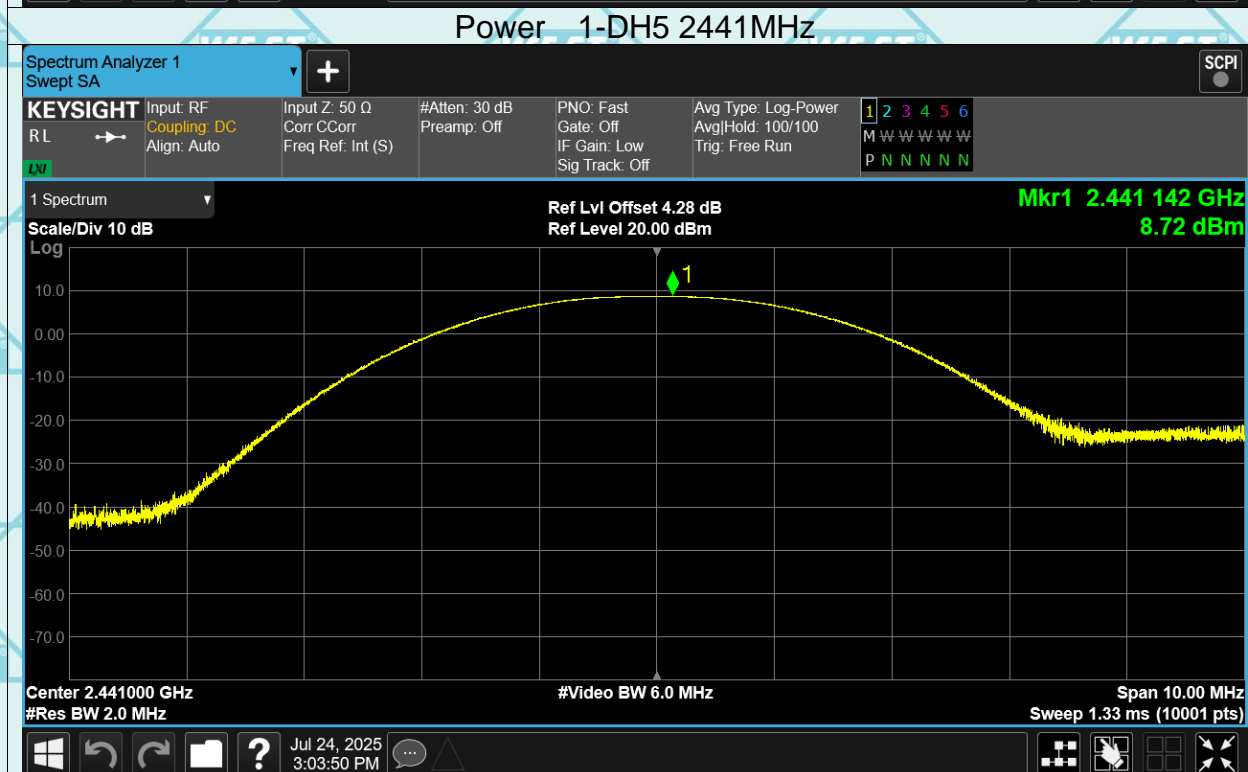 Power 1-DH5 2441MHz
Spectrum Analyzer 1
Swept SA
+
SCPI
KEYSIGHT
RL
LXI
Input: RF
Coupling: DC
Align: Auto
Input Z: 50 Ω
Corr CCorr
Freq Ref: Int (S)
#Atten: 30 dB
Preamp: Off
PNO: Fast
Gate: Off
IF Gain: Low
Sig Track: Off
Avg Type: Log-Power
Avg|Hold: 100/100
Trig: Free Run
1 2 3 4 5 6
M W W W W W
P N N N N N
1 Spectrum
Scale/Div 10 dB
Log
Ref Lvl Offset 4.28 dB
Ref Level 20.00 dBm
Mkr1 2.441 142 GHz
8.72 dBm
1
10.0
0.00
-10.0
-20.0
-30.0
-40.0
-50.0
-60.0
-70.0
Center 2.441000 GHz
#Res BW 2.0 MHz
#Video BW 6.0 MHz
Span 10.00 MHz
Sweep 1.33 ms (10001 pts)
?
Jul 24, 2025
3:03:50 PM